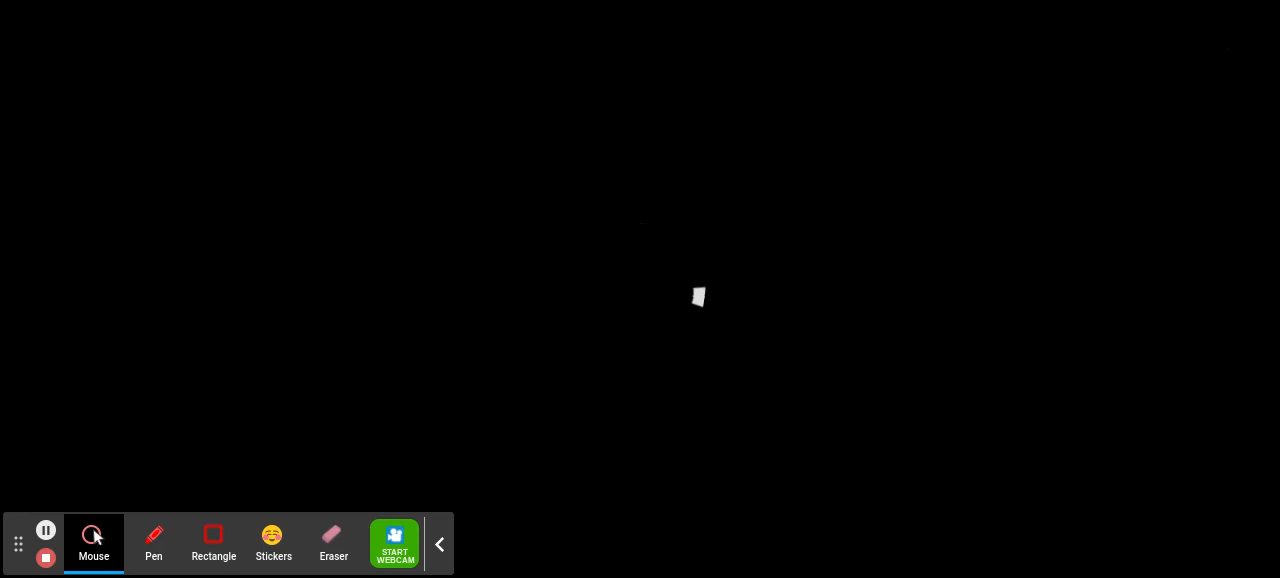 Mouse
Pen
Rectangle
Stickers
Eraser
START
WEBCAM